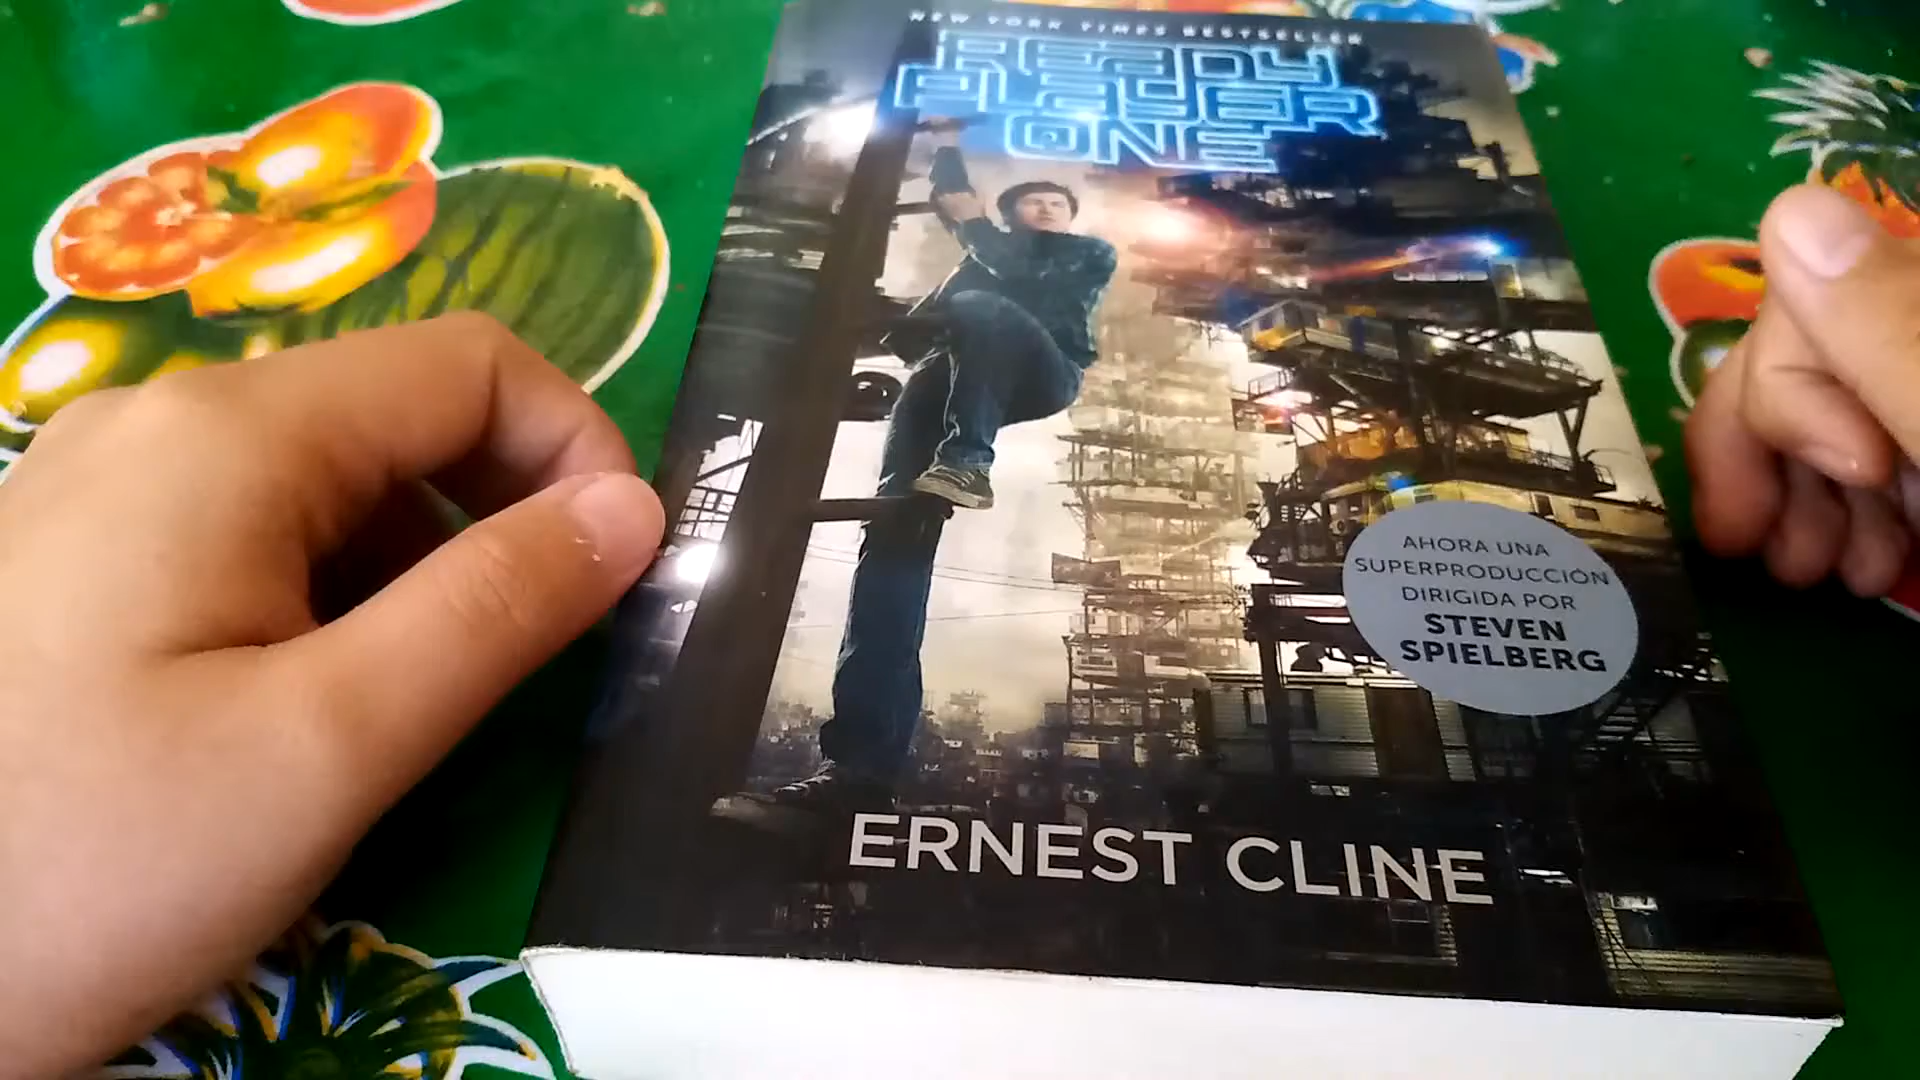 NEW YORK TIMES BESTSELLER
READY
PLAYER
ONE
AHORA UNA
SUPERPRODUCCIÓN
DIRIGIDA POR
STEVEN
SPIELBERG
ERNEST CLINE